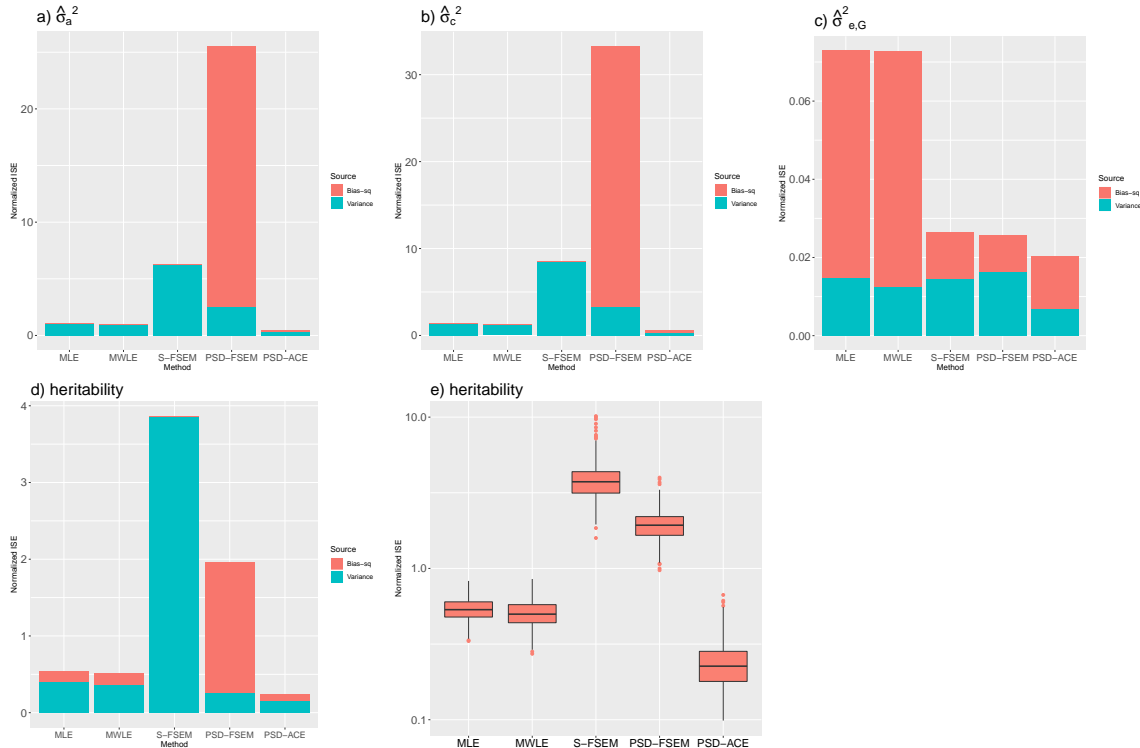 a) σ̂ₐ²
Normalized ISE
20
10
0
MLE MWLE S−FSEM PSD−FSEM PSD−ACE
Method
Source
Bias−sq
Variance
b) σ̂_c²
Normalized ISE
30
20
10
0
MLE MWLE S−FSEM PSD−FSEM PSD−ACE
Method
Source
Bias−sq
Variance
c) σ̂²_e,G
Normalized ISE
0.06
0.04
0.02
0.00
MLE MWLE S−FSEM PSD−FSEM PSD−ACE
Method
Source
Bias−sq
Variance
d) heritability
Normalized ISE
4
3
2
1
0
MLE MWLE S−FSEM PSD−FSEM PSD−ACE
Method
Source
Bias−sq
Variance
e) heritability
Normalized ISE
10.0
1.0
0.1
MLE MWLE S−FSEM PSD−FSEM PSD−ACE